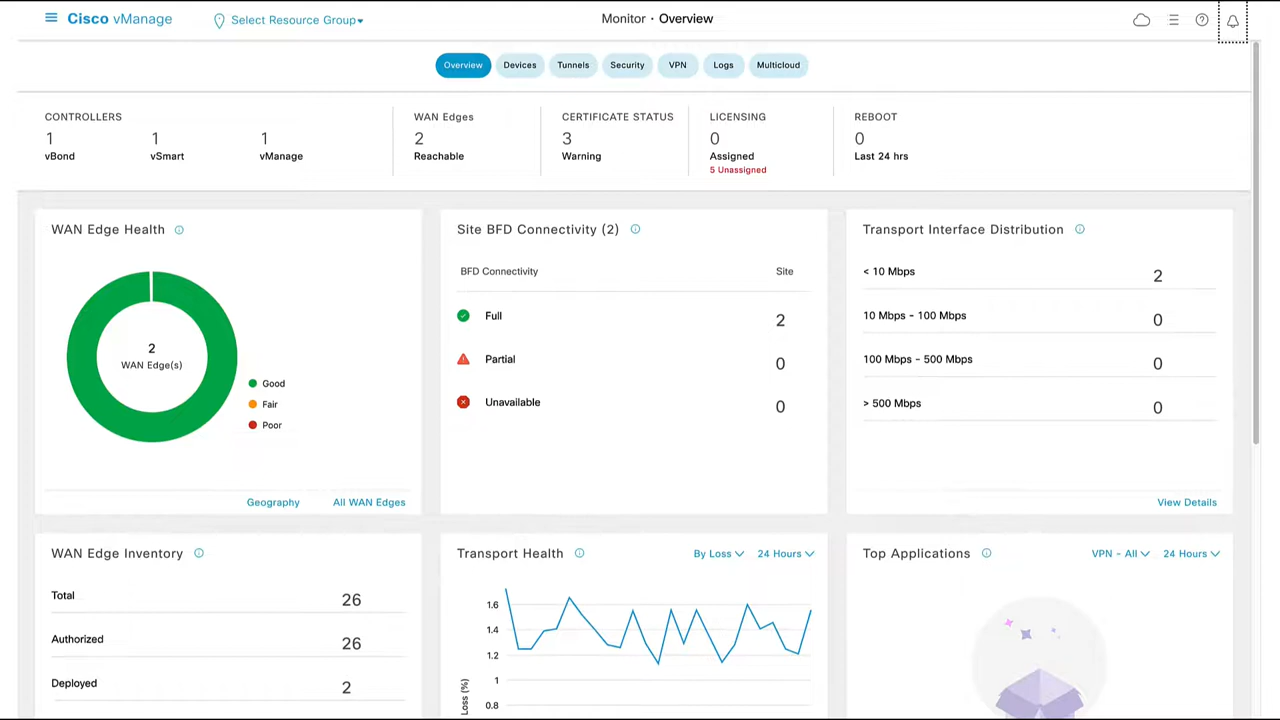 Cisco vManage
Select Resource Group
Monitor · Overview
Overview
Devices
Tunnels
Security
VPN
Logs
Multicloud
CONTROLLERS
1
vBond
1
vSmart
1
vManage
WAN Edges
2
Reachable
CERTIFICATE STATUS
3
Warning
LICENSING
0
Assigned
5 Unassigned
REBOOT
0
Last 24 hrs
WAN Edge Health
2
WAN Edge(s)
Good
Fair
Poor
Geography
All WAN Edges
Site BFD Connectivity (2)
BFD Connectivity Site
Full 2
Partial 0
Unavailable 0
Transport Interface Distribution
< 10 Mbps 2
10 Mbps - 100 Mbps 0
100 Mbps - 500 Mbps 0
> 500 Mbps 0
View Details
WAN Edge Inventory
Total 26
Authorized 26
Deployed 2
Transport Health
By Loss
24 Hours
1.6
1.4
1.2
1
0.8
Loss (%)
Top Applications
VPN - All
24 Hours